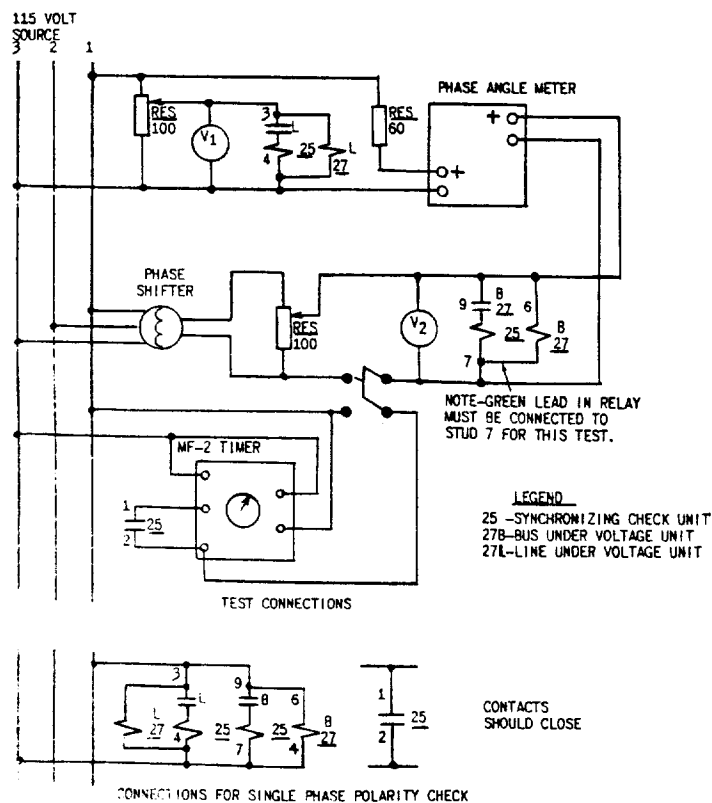 115 VOLT
SOURCE
3 2 1
PHASE ANGLE METER
RES
100
V1
3
L
4
25
L
27
RES
60
+
+
PHASE
SHIFTER
RES
100
V2
9
B
27
25
7
6
B
27
NOTE-GREEN LEAD IN RELAY
MUST BE CONNECTED TO
STUD 7 FOR THIS TEST.
MF-2 TIMER
1
25
2
LEGEND
25 -SYNCHRONIZING CHECK UNIT
27B-BUS UNDER VOLTAGE UNIT
27L-LINE UNDER VOLTAGE UNIT
TEST CONNECTIONS
3
L
27
L
4
25
9
B
7
25
6
4
B
27
1
25
2
CONTACTS
SHOULD CLOSE
CONNECTIONS FOR SINGLE PHASE POLARITY CHECK